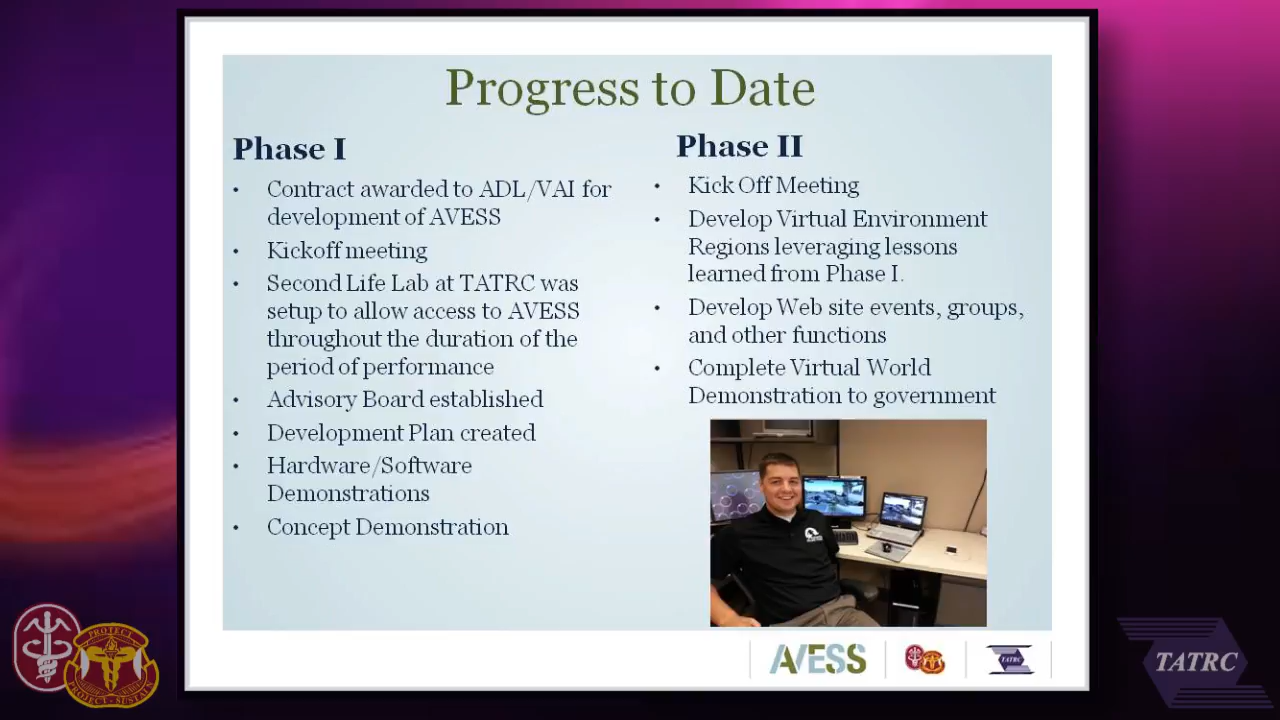 Progress to Date
Phase I
• Contract awarded to ADL/VAI for
development of AVESS
• Kickoff meeting
• Second Life Lab at TATRC was
setup to allow access to AVESS
throughout the duration of the
period of performance
• Advisory Board established
• Development Plan created
• Hardware/Software
Demonstrations
• Concept Demonstration
Phase II
• Kick Off Meeting
• Develop Virtual Environment
Regions leveraging lessons
learned from Phase I.
• Develop Web site events, groups,
and other functions
• Complete Virtual World
Demonstration to government
AVESS
TATRC
PROJECT
PROJECT - SUSTAIN
TATRC